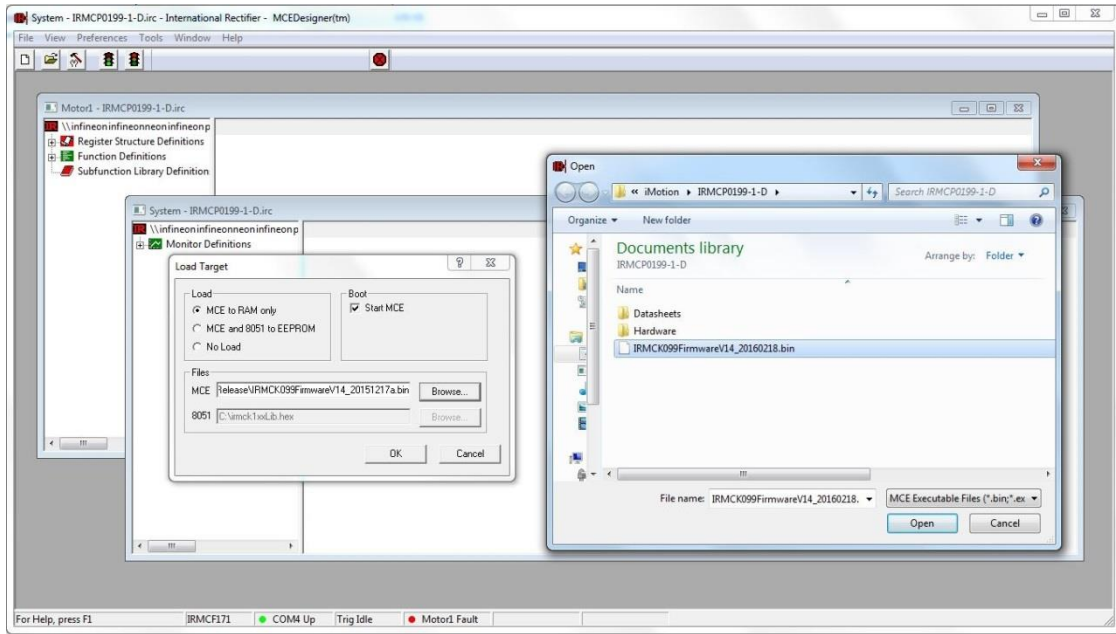 System - IRMCP0199-1-D.irc - International Rectifier - MCEDesigner(tm)
File View Preferences Tools Window Help
Motor1 - IRMCP0199-1-D.irc
\\infineoninfineonneoninfineonp
Register Structure Definitions
Function Definitions
Subfunction Library Definition
System - IRMCP0199-1-D.irc
\\infineoninfineonneoninfineonp
Monitor Definitions
Load Target
Load
MCE to RAM only
MCE and 8051 to EEPROM
No Load
Boot
Start MCE
Files
MCE Release\IRMCK099FirmwareV14_20151217a.bin Browse...
8051 C:\irmck1xxLib.hex Browse...
OK Cancel
Open
« iMotion IRMCP0199-1-D Search IRMCP0199-1-D
Organize New folder
Documents library
IRMCP0199-1-D
Arrange by: Folder
Name
Datasheets
Hardware
IRMCK099FirmwareV14_20160218.bin
File name: IRMCK099FirmwareV14_20160218. MCE Executable Files (*.bin;*.ex
Open Cancel
For Help, press F1 IRMCF171 COM4 Up Trig Idle Motor1 Fault